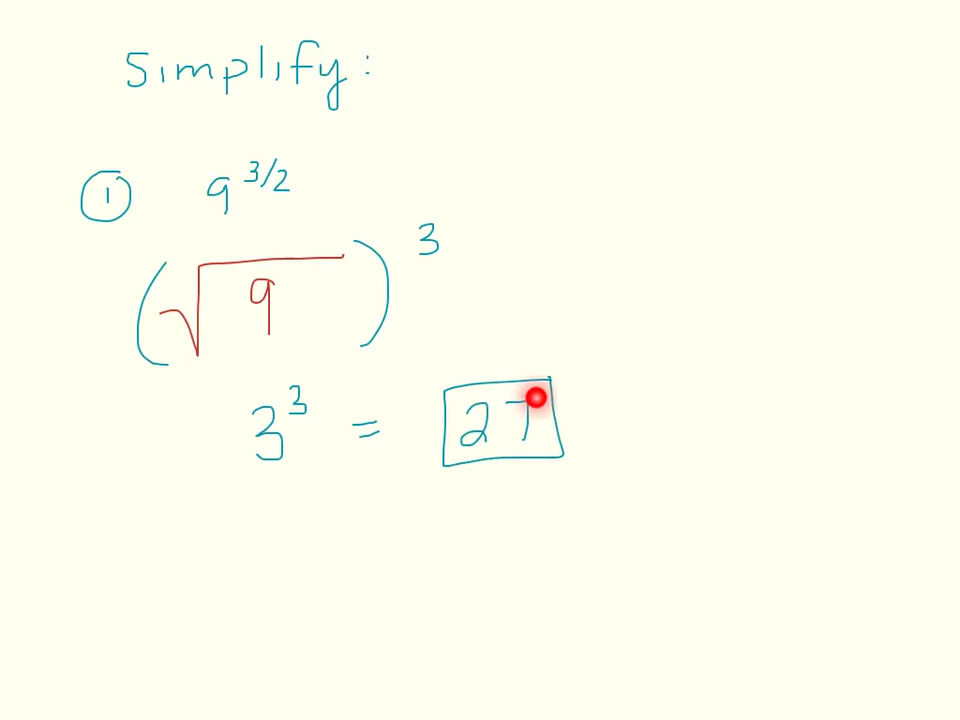 Simplify:
① 9^{3/2}
(√9)^3
3^3 = 27